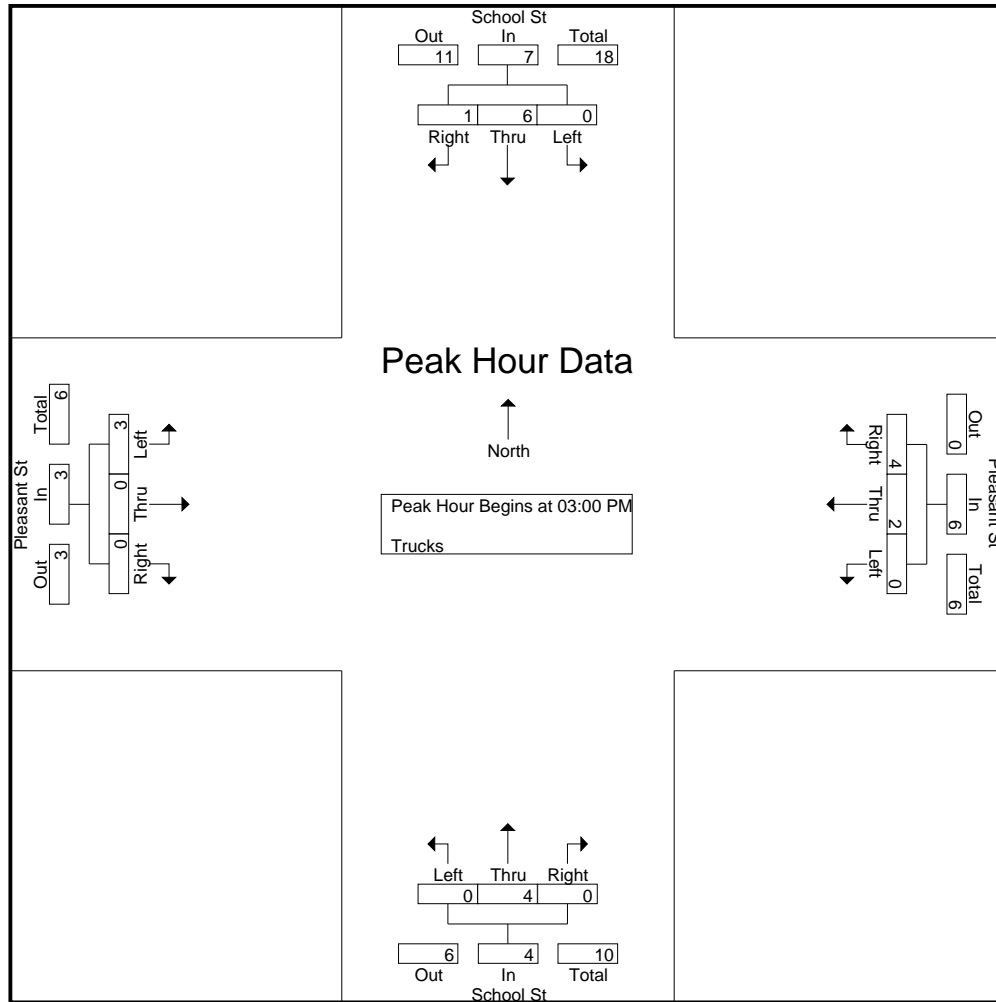 School St
Out In Total
11 7 18
1 6 0
Right Thru Left
Peak Hour Data
North
Peak Hour Begins at 03:00 PM
Trucks
Pleasant St
Total In Out
6 3 3
3 0 0
Left Thru Right
Pleasant St
Out In Total
0 6 6
4 2 0
Right Thru Left
Left Thru Right
0 4 0
6 4 10
Out In Total
School St